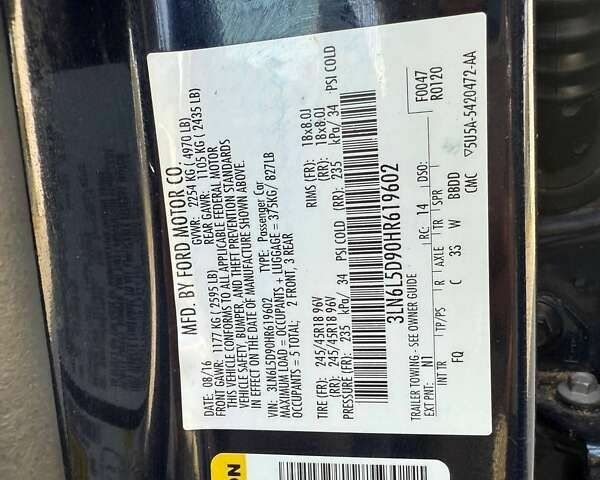 MFD. BY FORD MOTOR CO.
DATE: 08/16 GVWR: 2254 KG ( 4970 LB)
FRONT GAWR: 1177 KG ( 2595 LB) REAR GAWR: 1105 KG ( 2435 LB)
THIS VEHICLE CONFORMS TO ALL APPLICABLE FEDERAL MOTOR
VEHICLE SAFETY, BUMPER, AND THEFT PREVENTION STANDARDS
IN EFFECT ON THE DATE OF MANUFACTURE SHOWN ABOVE.
VIN: 3LN6L5D90HR619602 TYPE: Passenger Car
MAXIMUM LOAD = OCCUPANTS + LUGGAGE = 375KG/ 827LB
OCCUPANTS = 5 TOTAL; 2 FRONT, 3 REAR
TIRE (FR): 245/45R18 96V RIMS (FR): 18x8.0J
(RR): 245/45R18 96V (RR): 18x8.0J
PRESSURE (FR): 235 kPa/ 34 PSI COLD (RR): 235 kPa/ 34 PSI COLD
3LN6L5D90HR619602
TRAILER TOWING - SEE OWNER GUIDE
F0047
EXT PNT: N1 RC: 14 DSO: R0120
INT TR TP/PS R AXLE TR SPR
FQ C 3S W BBDD
CMC ▽5U5A-5420472-AA
ON